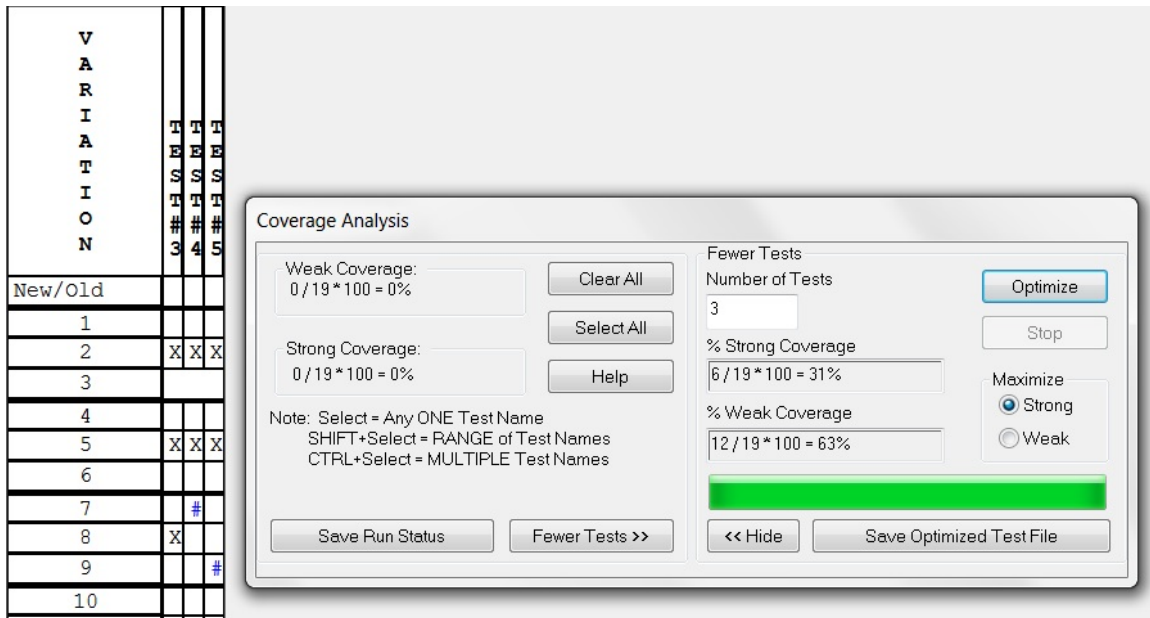 VARIATION
TEST#3
TEST#4
TEST#5
New/Old
1
2 X X X
3
4
5 X X X
6
7 #
8 X
9 #
10
Coverage Analysis
Weak Coverage:
0 / 19 * 100 = 0%
Strong Coverage:
0 / 19 * 100 = 0%
Clear All
Select All
Help
Note: Select = Any ONE Test Name
SHIFT+Select = RANGE of Test Names
CTRL+Select = MULTIPLE Test Names
Save Run Status
Fewer Tests >>
Fewer Tests
Number of Tests
3
% Strong Coverage
6 / 19 * 100 = 31%
% Weak Coverage
12 / 19 * 100 = 63%
Optimize
Stop
Maximize
Strong
Weak
<< Hide
Save Optimized Test File